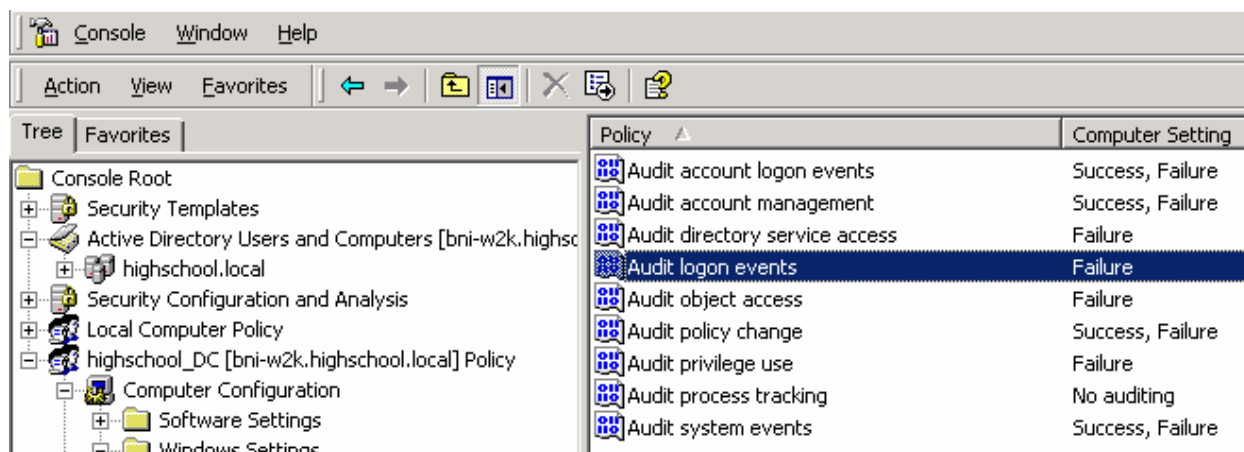 Console Window Help
Action View Favorites
Tree Favorites
Console Root
Security Templates
Active Directory Users and Computers [bni-w2k.highsc
highschool.local
Security Configuration and Analysis
Local Computer Policy
highschool_DC [bni-w2k.highschool.local] Policy
Computer Configuration
Software Settings
Windows Settings
Policy Computer Setting
Audit account logon events Success, Failure
Audit account management Success, Failure
Audit directory service access Failure
Audit logon events Failure
Audit object access Failure
Audit policy change Success, Failure
Audit privilege use Failure
Audit process tracking No auditing
Audit system events Success, Failure